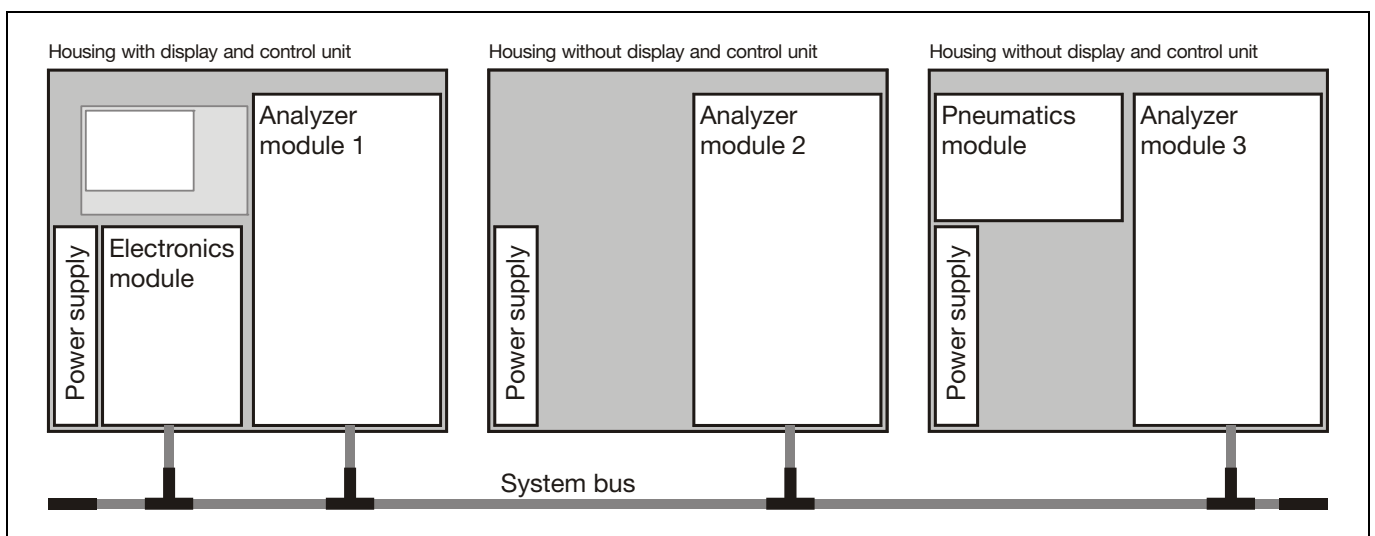 Housing with display and control unit
Housing without display and control unit
Housing without display and control unit
Analyzer
module 1
Electronics
module
Power supply
Analyzer
module 2
Power supply
Pneumatics
module
Analyzer
module 3
Power supply
System bus